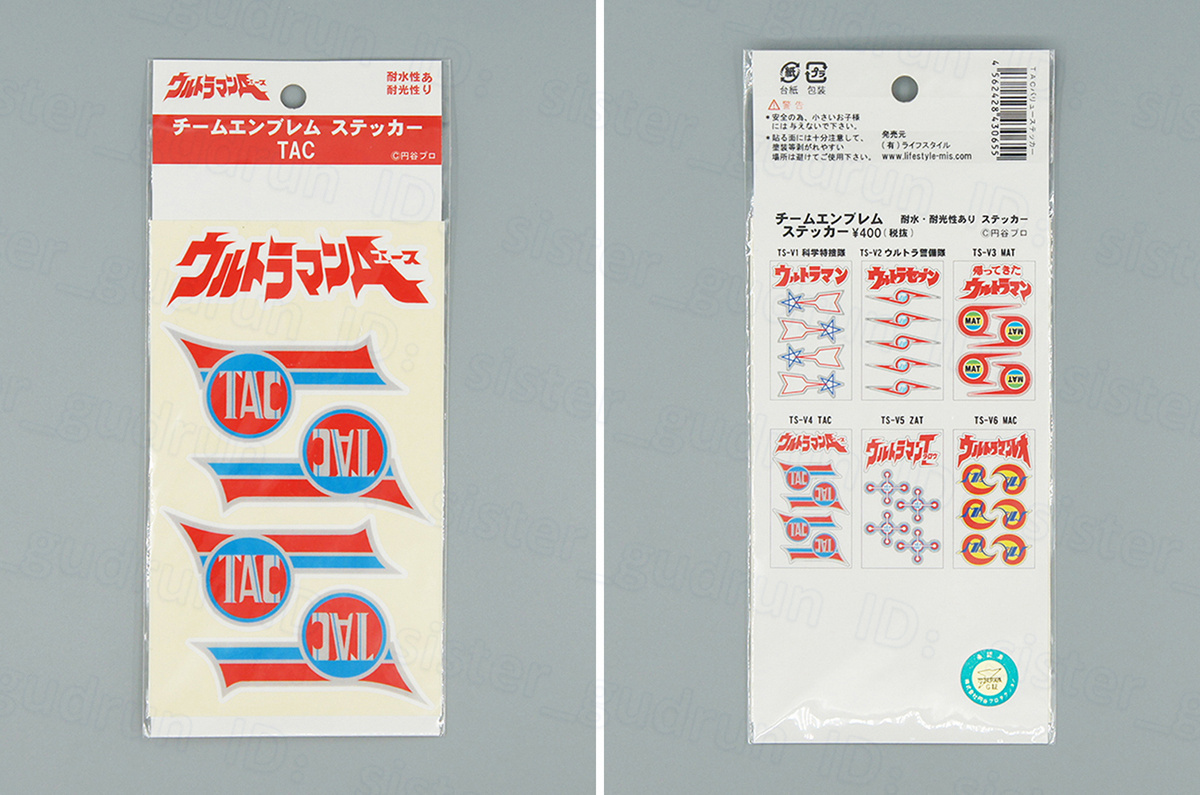 ウルトラマンA エース
耐水性あ
耐光性り
チームエンブレム ステッカー
TAC
©円谷プロ
ウルトラマンA エース
TAC
TAC
TAC
TAC
紙
プラ
台紙 包装
警告
*安全の為、小さいお子様
には与えないで下さい。
*貼る面には十分注意して、
塗装等剥がれやすい
場所は避けてご使用下さい。
発売元
(有)ライフスタイル
www.lifestyle-mis.com
4562428430655
TACバリューステッカー
チームエンブレム 耐水・耐光性あり ステッカー
ステッカー ¥400(税抜) ©円谷プロ
TS-V1 科学特捜隊 TS-V2 ウルトラ警備隊 TS-V3 MAT
ウルトラマン ウルトラセブン 帰ってきた
ウルトラマン
MAT MAT
MAT MAT
TS-V4 TAC TS-V5 ZAT TS-V6 MAC
ウルトラマンA エース ウルトラマンT タロウ ウルトラマンレオ
TAC
TAC
TAC
TAC
sister_gudrun ID: